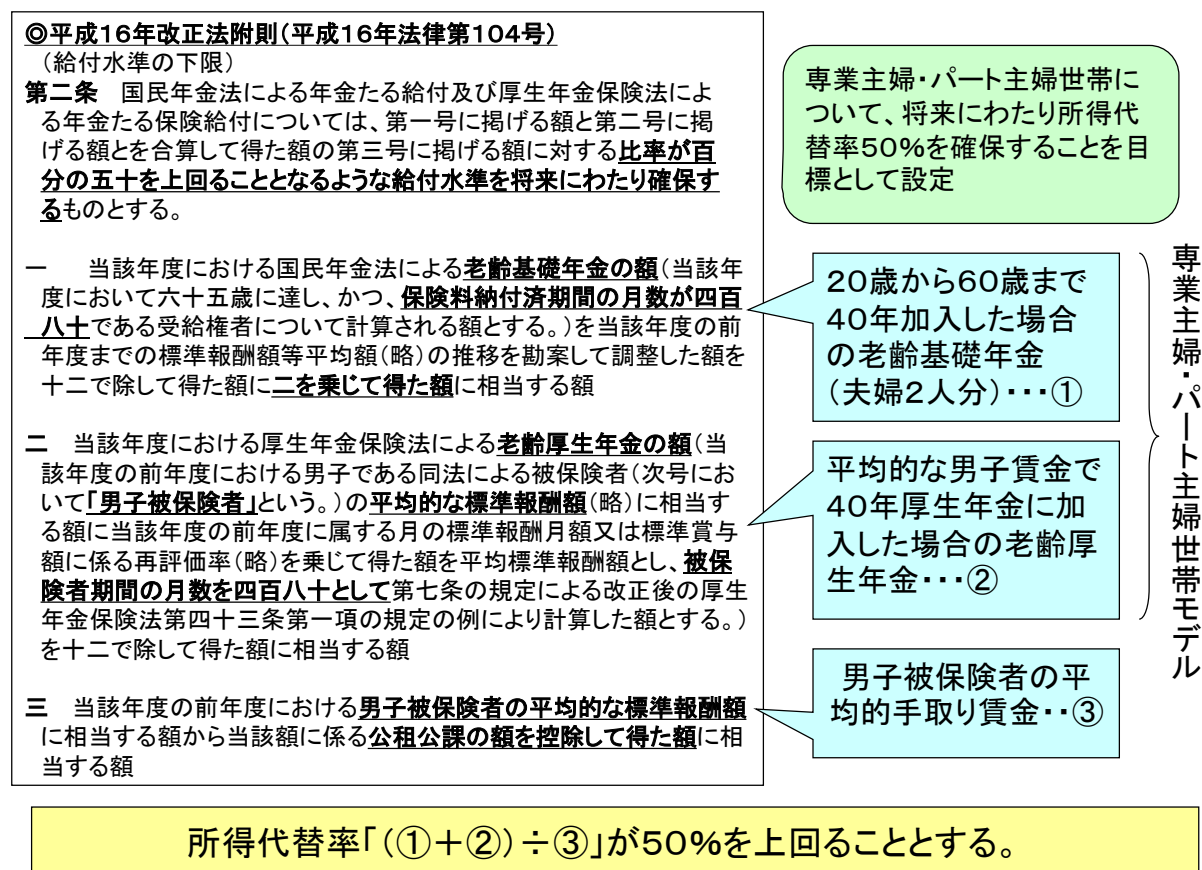 ◎平成16年改正法附則（平成16年法律第104号）
（給付水準の下限）
第二条　国民年金法による年金たる給付及び厚生年金保険法によ
る年金たる保険給付については、第一号に掲げる額と第二号に掲
げる額とを合算して得た額の第三号に掲げる額に対する比率が百
分の五十を上回ることとなるような給付水準を将来にわたり確保す
るものとする。
一　　当該年度における国民年金法による老齢基礎年金の額（当該年
度において六十五歳に達し、かつ、保険料納付済期間の月数が四百
八十である受給権者について計算される額とする。）を当該年度の前
年度までの標準報酬額等平均額（略）の推移を勘案して調整した額を
十二で除して得た額に二を乗じて得た額に相当する額
二　当該年度における厚生年金保険法による老齢厚生年金の額（当
該年度の前年度における男子である同法による被保険者（次号にお
いて「男子被保険者」という。）の平均的な標準報酬額（略）に相当す
る額に当該年度の前年度に属する月の標準報酬月額又は標準賞与
額に係る再評価率（略）を乗じて得た額を平均標準報酬額とし、被保
険者期間の月数を四百八十として第七条の規定による改正後の厚生
年金保険法第四十三条第一項の規定の例により計算した額とする。）
を十二で除して得た額に相当する額
三　当該年度の前年度における男子被保険者の平均的な標準報酬額
に相当する額から当該額に係る公租公課の額を控除して得た額に相
当する額
専業主婦・パート主婦世帯に
ついて、将来にわたり所得代
替率50％を確保することを目
標として設定
20歳から60歳まで
40年加入した場合
の老齢基礎年金
（夫婦2人分）・・・①
平均的な男子賃金で
40年厚生年金に加
入した場合の老齢厚
生年金・・・②
男子被保険者の平
均的手取り賃金・・③
専業主婦・パート主婦世帯モデル
所得代替率「（①＋②）÷③」が50％を上回ることとする。